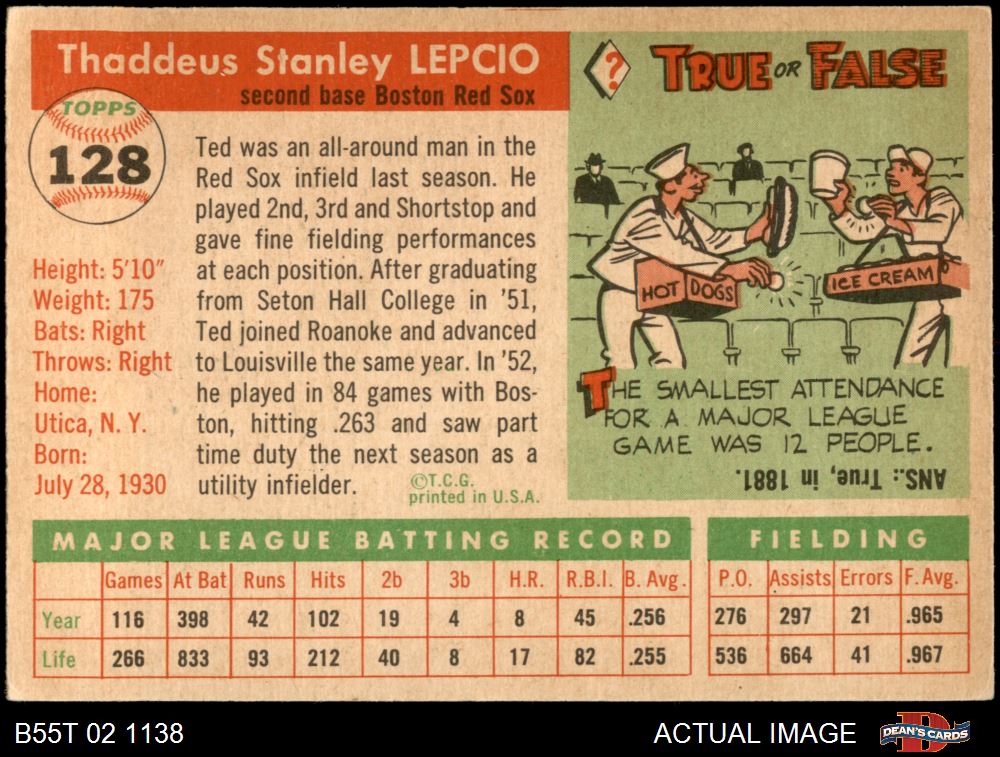 Thaddeus Stanley LEPCIO
second base Boston Red Sox
TOPPS
128
Height: 5'10"
Weight: 175
Bats: Right
Throws: Right
Home:
Utica, N. Y.
Born:
July 28, 1930
Ted was an all-around man in the
Red Sox infield last season. He
played 2nd, 3rd and Shortstop and
gave fine fielding performances
at each position. After graduating
from Seton Hall College in '51,
Ted joined Roanoke and advanced
to Louisville the same year. In '52,
he played in 84 games with Bos-
ton, hitting .263 and saw part
time duty the next season as a
utility infielder.
©T.C.G.
printed in U.S.A.
? TRUE OR FALSE
HOT DOGS
ICE CREAM
THE SMALLEST ATTENDANCE
FOR A MAJOR LEAGUE
GAME WAS 12 PEOPLE.
ANS.: True, in 1881.
MAJOR LEAGUE BATTING RECORD
Games At Bat Runs Hits 2b 3b H.R. R.B.I. B. Avg.
Year 116 398 42 102 19 4 8 45 .256
Life 266 833 93 212 40 8 17 82 .255
FIELDING
P.O. Assists Errors F. Avg.
276 297 21 .965
536 664 41 .967
B55T 02 1138
ACTUAL IMAGE
D
DEAN'S CARDS